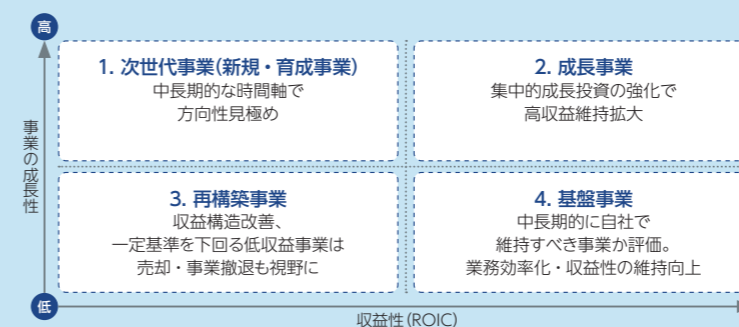 高
1. 次世代事業(新規・育成事業)
中長期的な時間軸で
方向性見極め
2. 成長事業
集中的成長投資の強化で
高収益維持拡大
事業の成長性
3. 再構築事業
収益構造改善、
一定基準を下回る低収益事業は
売却・事業撤退も視野に
4. 基盤事業
中長期的に自社で
維持すべき事業か評価。
業務効率化・収益性の維持向上
低
収益性(ROIC)